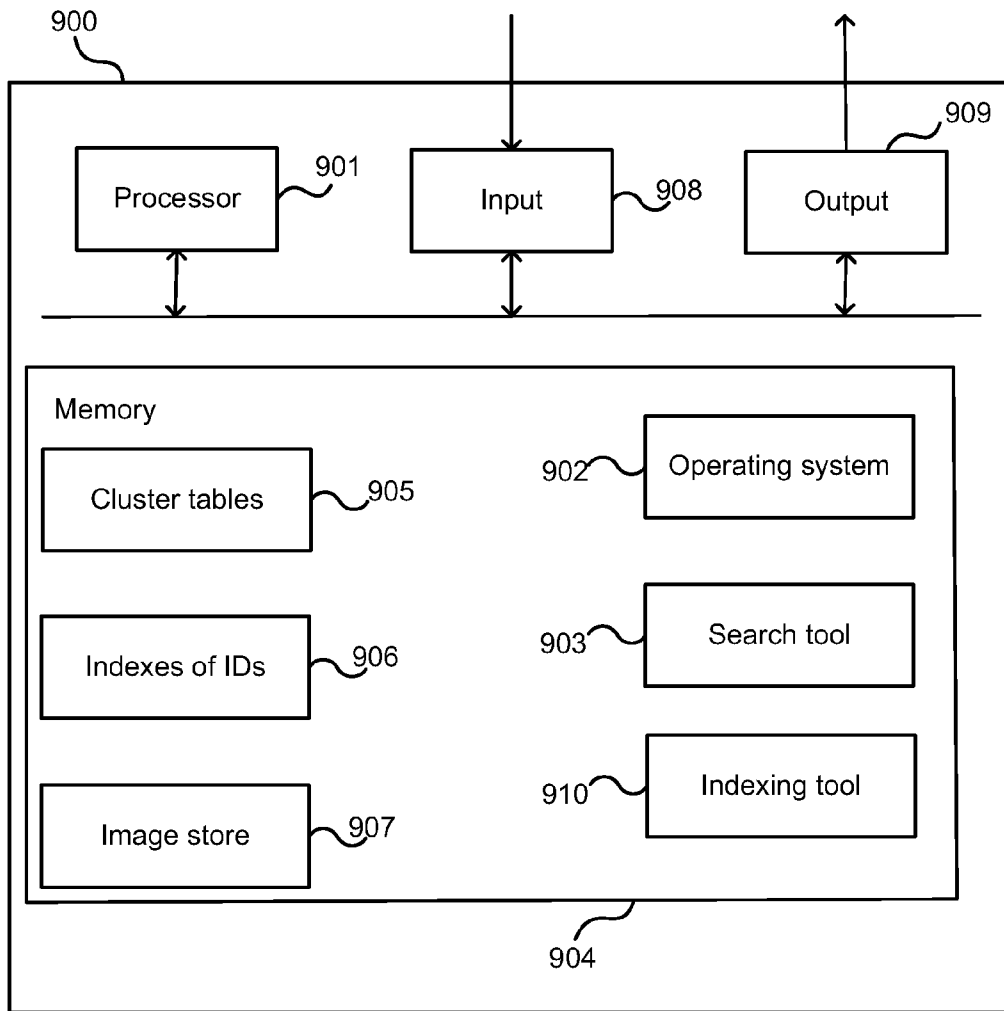 900
909
901
Processor
Input
908
Output
Memory
Operating system
902
Cluster tables
905
Search tool
903
Indexes of IDs
906
Indexing tool
910
Image store
907
904